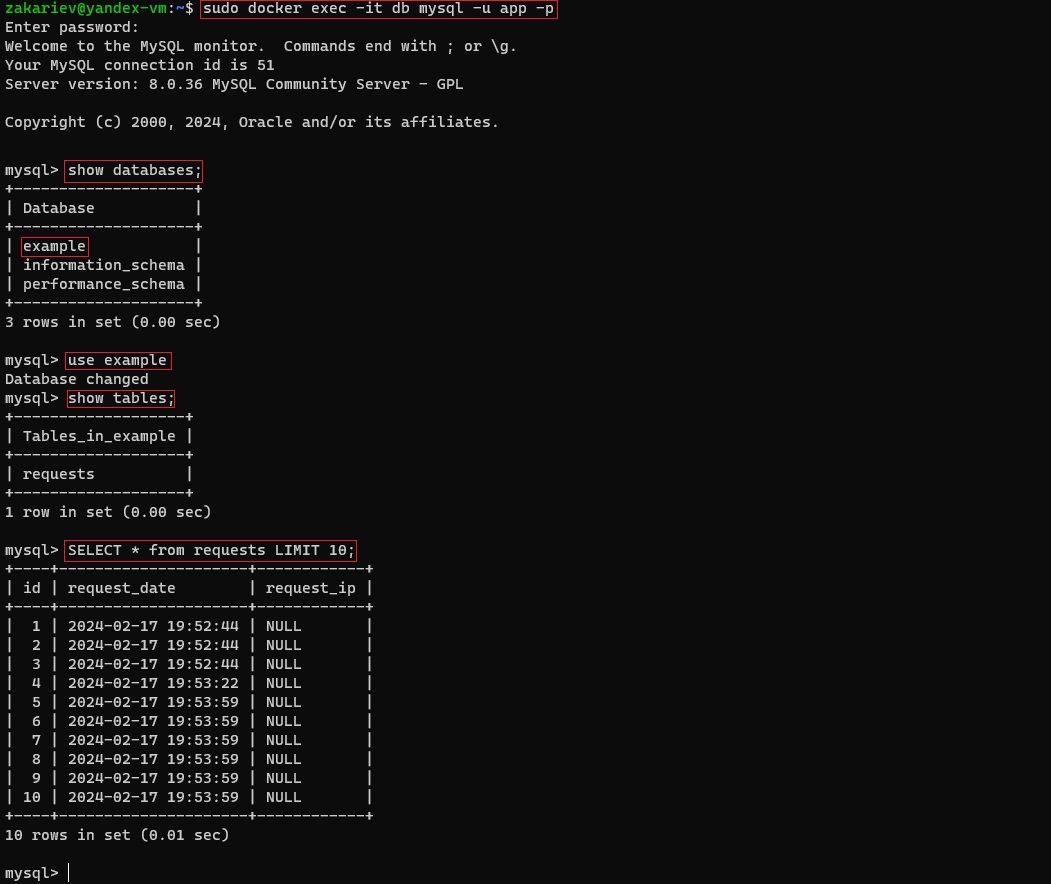 zakariev@yandex-vm:~$ sudo docker exec -it db mysql -u app -p
Enter password:
Welcome to the MySQL monitor.  Commands end with ; or \g.
Your MySQL connection id is 51
Server version: 8.0.36 MySQL Community Server - GPL

Copyright (c) 2000, 2024, Oracle and/or its affiliates.

mysql> show databases;
+--------------------+
| Database           |
+--------------------+
| example            |
| information_schema |
| performance_schema |
+--------------------+
3 rows in set (0.00 sec)

mysql> use example
Database changed
mysql> show tables;
+-------------------+
| Tables_in_example |
+-------------------+
| requests          |
+-------------------+
1 row in set (0.00 sec)

mysql> SELECT * from requests LIMIT 10;
+----+---------------------+------------+
| id | request_date        | request_ip |
+----+---------------------+------------+
|  1 | 2024-02-17 19:52:44 | NULL       |
|  2 | 2024-02-17 19:52:44 | NULL       |
|  3 | 2024-02-17 19:52:44 | NULL       |
|  4 | 2024-02-17 19:53:22 | NULL       |
|  5 | 2024-02-17 19:53:59 | NULL       |
|  6 | 2024-02-17 19:53:59 | NULL       |
|  7 | 2024-02-17 19:53:59 | NULL       |
|  8 | 2024-02-17 19:53:59 | NULL       |
|  9 | 2024-02-17 19:53:59 | NULL       |
| 10 | 2024-02-17 19:53:59 | NULL       |
+----+---------------------+------------+
10 rows in set (0.01 sec)

mysql>